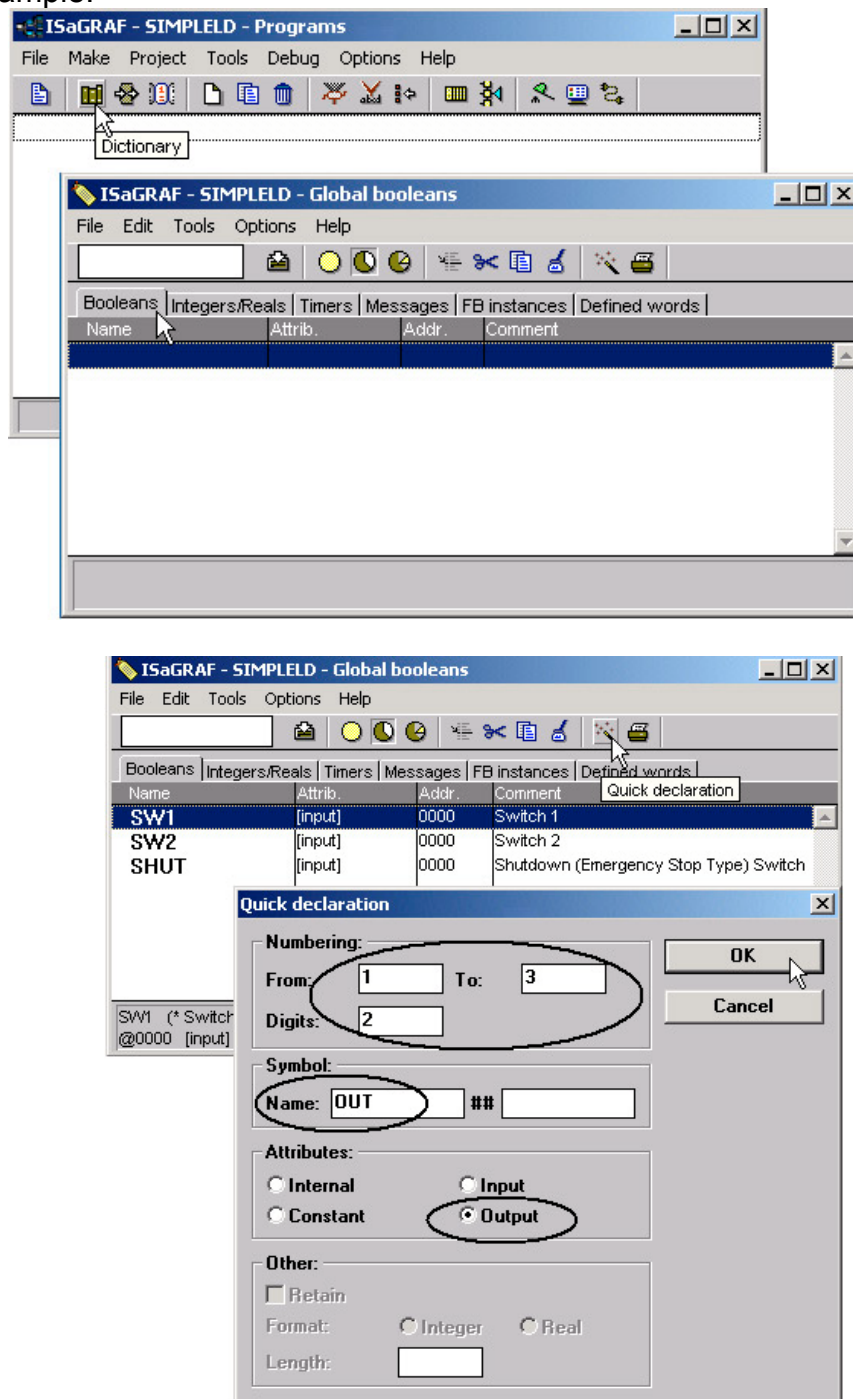 ample:
ISaGRAF - SIMPLELD - Programs
File Make Project Tools Debug Options Help
Dictionary
ISaGRAF - SIMPLELD - Global booleans
File Edit Tools Options Help
Booleans Integers/Reals Timers Messages FB instances Defined words
Name Attrib. Addr. Comment
ISaGRAF - SIMPLELD - Global booleans
File Edit Tools Options Help
Booleans Integers/Reals Timers Messages FB instances Defined words
Quick declaration
Name Attrib. Addr. Comment
SW1 [input] 0000 Switch 1
SW2 [input] 0000 Switch 2
SHUT [input] 0000 Shutdown (Emergency Stop Type) Switch
SW1 (* Switch
@0000 [input]
Quick declaration
Numbering:
From: 1 To: 3
Digits: 2
OK
Cancel
Symbol:
Name: OUT ##
Attributes:
Internal Input
Constant Output
Other:
Retain
Format: Integer Real
Length: